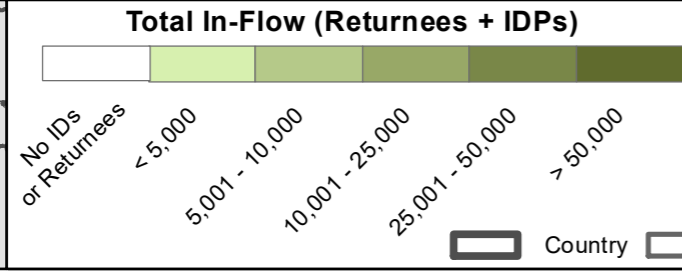 Total In-Flow (Returnees + IDPs)
No IDs
or Returnees
< 5,000
5,001 - 10,000
10,001 - 25,000
25,001 - 50,000
> 50,000
Country